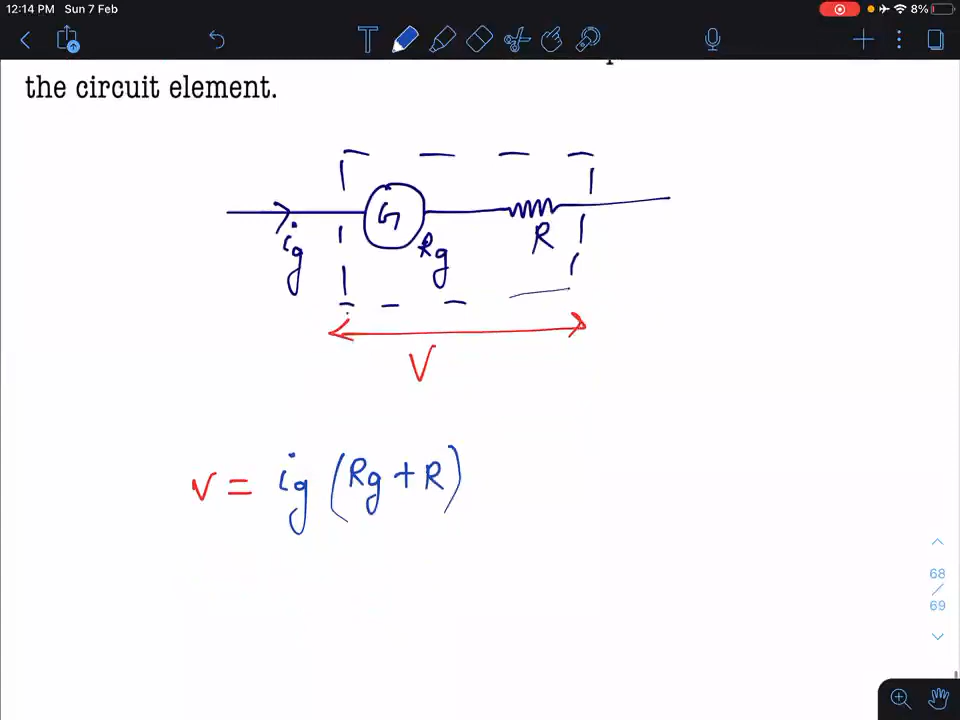 12:14 PM Sun 7 Feb 8%
T
the circuit element.
G
ig
Rg
R
V
V = ig (Rg + R)
68
/
69